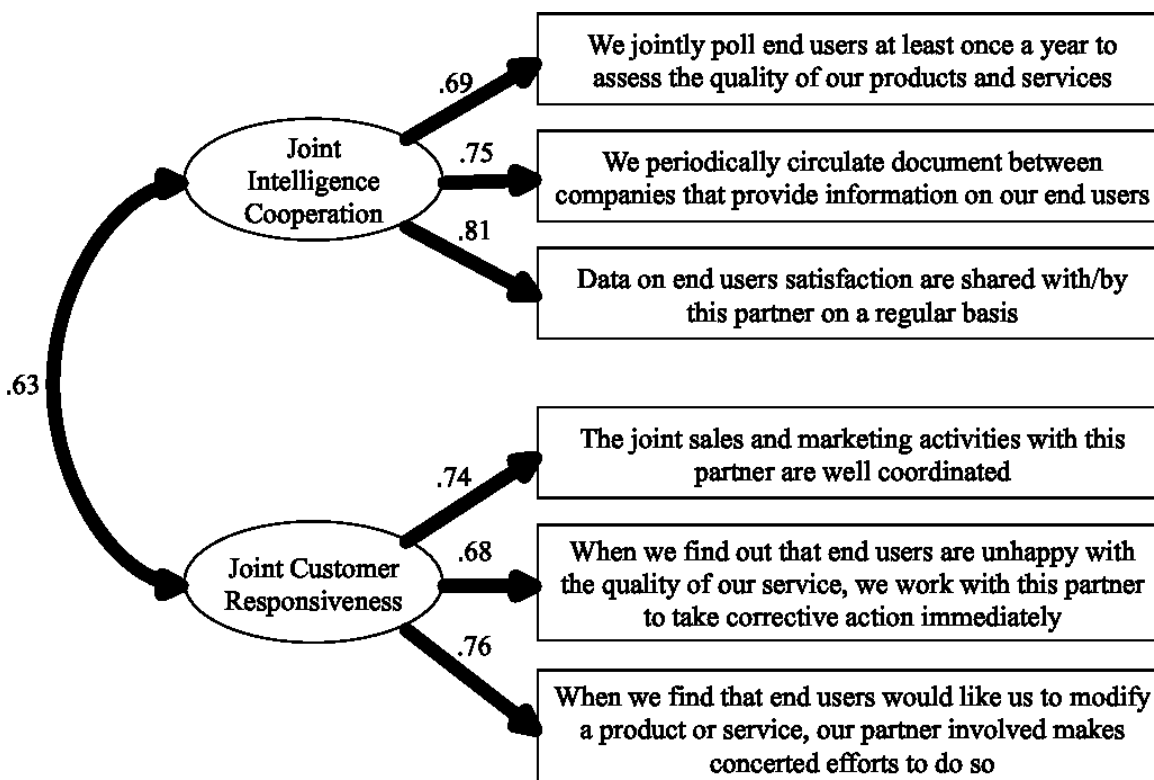 We jointly poll end users at least once a year to
assess the quality of our products and services
.69
Joint
Intelligence
Cooperation
.75
We periodically circulate document between
companies that provide information on our end users
.81
Data on end users satisfaction are shared with/by
this partner on a regular basis
.63
The joint sales and marketing activities with this
partner are well coordinated
.74
Joint Customer
Responsiveness
.68
When we find out that end users are unhappy with
the quality of our service, we work with this partner
to take corrective action immediately
.76
When we find that end users would like us to modify
a product or service, our partner involved makes
concerted efforts to do so